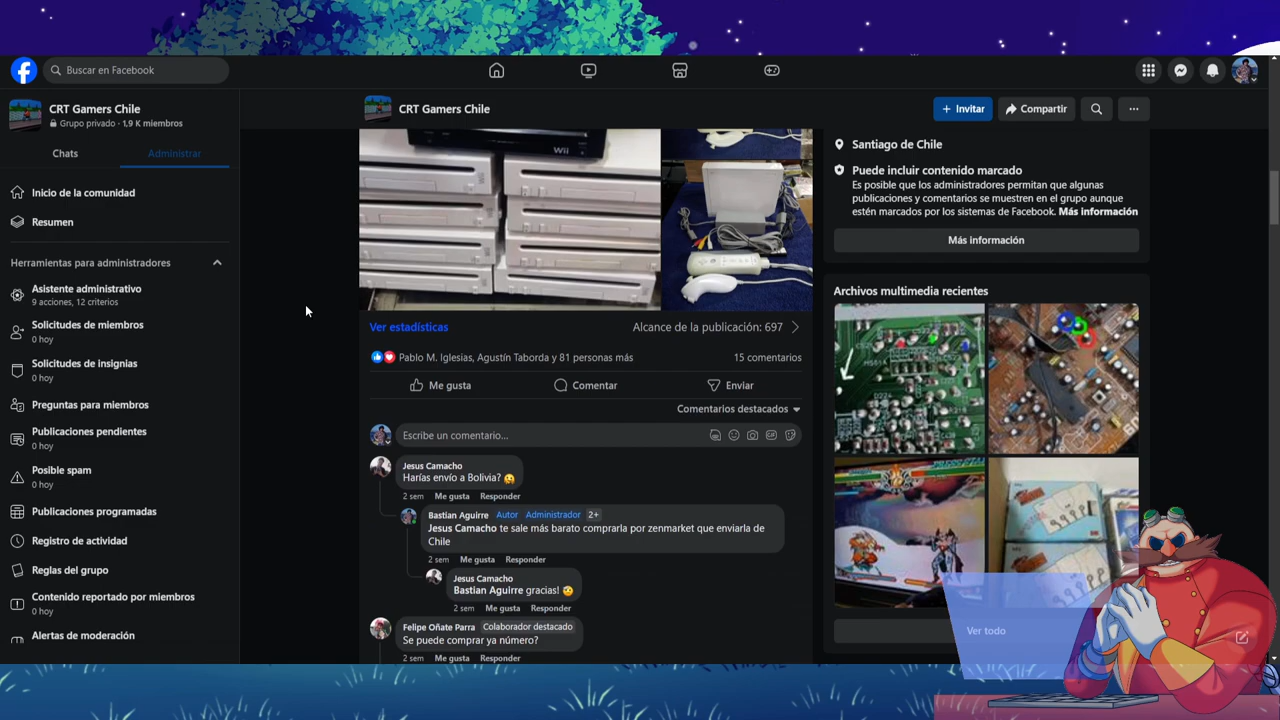 Buscar en Facebook
CRT Gamers Chile
Grupo privado · 1,9 K miembros
Chats
Administrar
Inicio de la comunidad
Resumen
Herramientas para administradores
Asistente administrativo
9 acciones, 12 criterios
Solicitudes de miembros
0 hoy
Solicitudes de insignias
0 hoy
Preguntas para miembros
Publicaciones pendientes
0 hoy
Posible spam
0 hoy
Publicaciones programadas
Registro de actividad
Reglas del grupo
Contenido reportado por miembros
0 hoy
Alertas de moderación
CRT Gamers Chile
+ Invitar
Compartir
Wii
Ver estadísticas
Alcance de la publicación: 697
Pablo M. Iglesias, Agustín Taborda y 81 personas más
15 comentarios
Me gusta
Comentar
Enviar
Comentarios destacados
Escribe un comentario...
Jesus Camacho
Harías envío a Bolivia?
2 sem Me gusta Responder
Bastian Aguirre Autor Administrador 2+
Jesus Camacho te sale más barato comprarla por zenmarket que enviarla de
Chile
2 sem Me gusta Responder
Jesus Camacho
Bastian Aguirre gracias!
2 sem Me gusta Responder
Felipe Oñate Parra Colaborador destacado
Se puede comprar ya número?
2 sem Me gusta Responder
Santiago de Chile
Puede incluir contenido marcado
Es posible que los administradores permitan que algunas
publicaciones y comentarios se muestren en el grupo aunque
estén marcados por los sistemas de Facebook. Más información
Más información
Archivos multimedia recientes
Ver todo